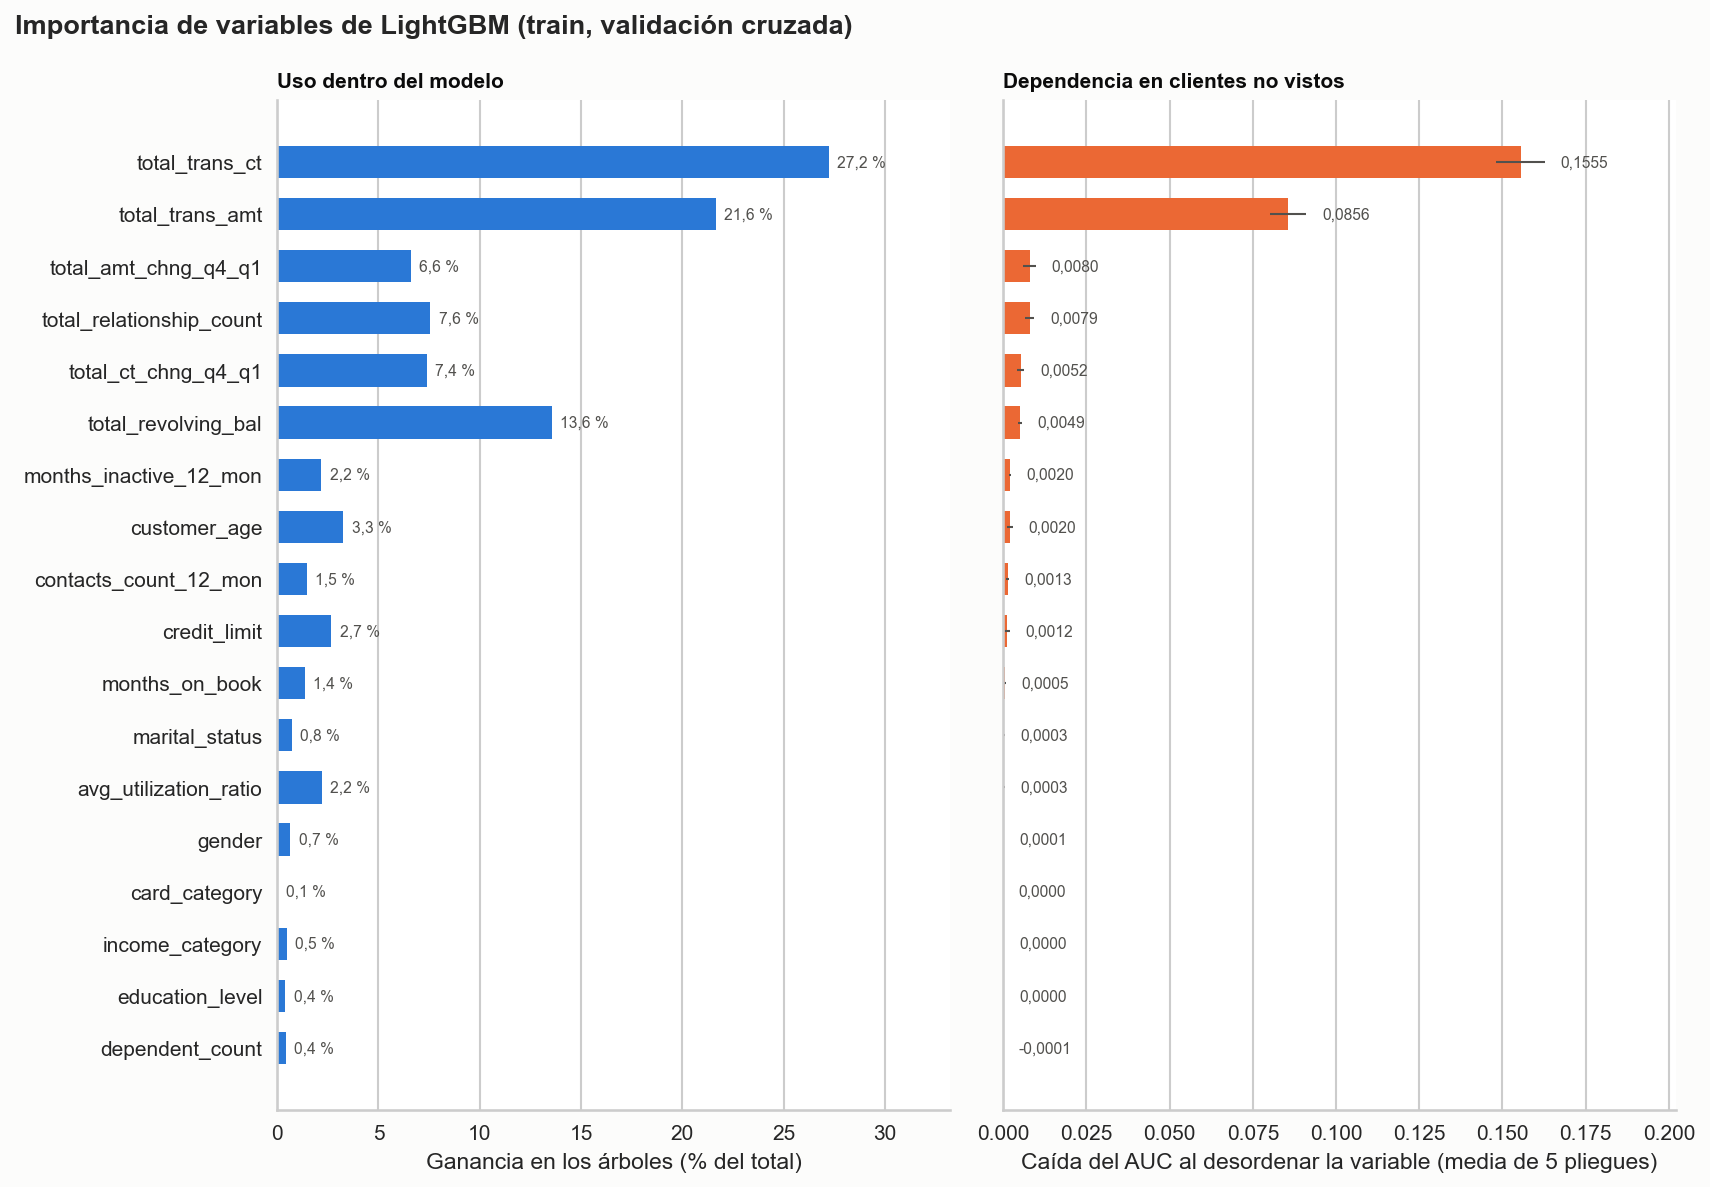 Importancia de variables de LightGBM (train, validación cruzada)
Uso dentro del modelo
Dependencia en clientes no vistos
total_trans_ct 27,2 % 0,1555
total_trans_amt 21,6 % 0,0856
total_amt_chng_q4_q1 6,6 % 0,0080
total_relationship_count 7,6 % 0,0079
total_ct_chng_q4_q1 7,4 % 0,0052
total_revolving_bal 13,6 % 0,0049
months_inactive_12_mon 2,2 % 0,0020
customer_age 3,3 % 0,0020
contacts_count_12_mon 1,5 % 0,0013
credit_limit 2,7 % 0,0012
months_on_book 1,4 % 0,0005
marital_status 0,8 % 0,0003
avg_utilization_ratio 2,2 % 0,0003
gender 0,7 % 0,0001
card_category 0,1 % 0,0000
income_category 0,5 % 0,0000
education_level 0,4 % 0,0000
dependent_count 0,4 % -0,0001
0 5 10 15 20 25 30
0.000 0.025 0.050 0.075 0.100 0.125 0.150 0.175 0.200
Ganancia en los árboles (% del total)
Caída del AUC al desordenar la variable (media de 5 pliegues)